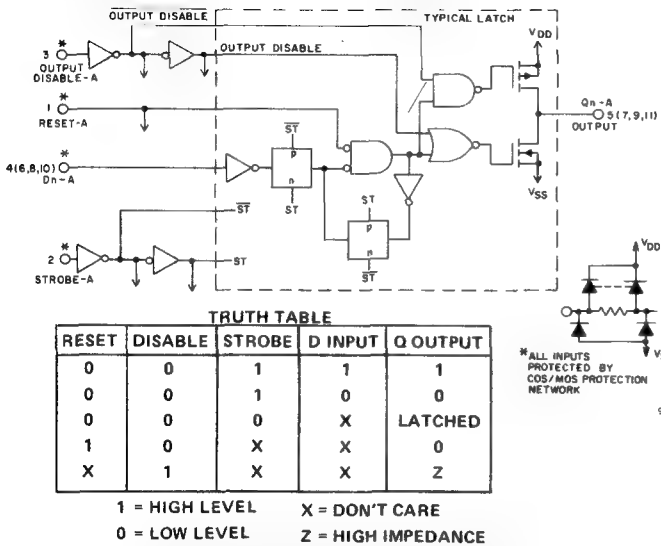 OUTPUT DISABLE
TYPICAL LATCH
VDD
*
3
OUTPUT
DISABLE-A
OUTPUT DISABLE
*
1
RESET-A
Qn-A
5(7,9,11)
OUTPUT
ST
*
4(6,8,10)
Dn-A
p
n
ST
VSS
ST
ST
p
n
ST
*
2
STROBE-A
ST
VDD
TRUTH TABLE
RESET DISABLE STROBE D INPUT Q OUTPUT
0 0 1 1 1
0 0 1 0 0
0 0 0 X LATCHED
1 0 X X 0
X 1 X X Z
*ALL INPUTS
PROTECTED BY
COS/MOS PROTECTION
NETWORK
1 = HIGH LEVEL X = DON'T CARE
0 = LOW LEVEL Z = HIGH IMPEDANCE